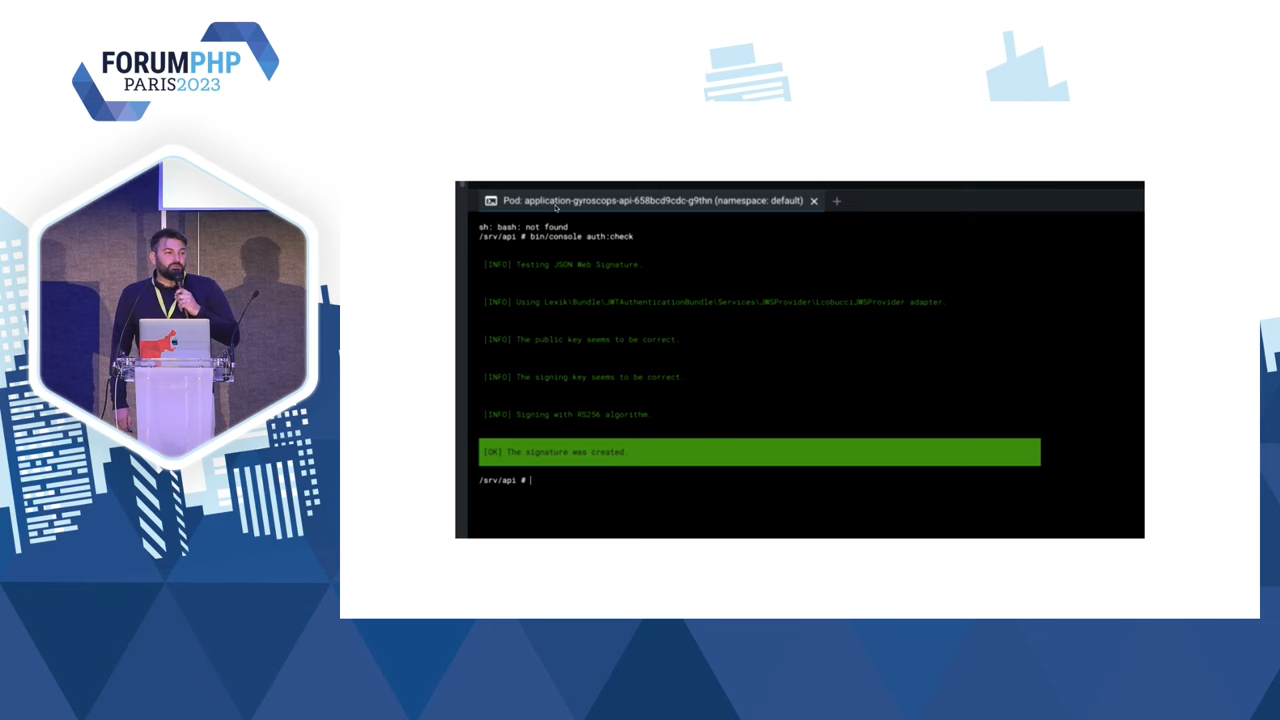 FORUMPHP
PARIS2023
Pod: application-gyroscops-api-658bcd9cdc-g9thn (namespace: default)
sh: bash: not found
/srv/api # bin/console auth:check
[INFO] Testing JSON Web Signature.
[INFO] Using Lexik\Bundle\JWTAuthenticationBundle\Services\JWSProvider\LcobucciJWSProvider adapter.
[INFO] The public key seems to be correct.
[INFO] The signing key seems to be correct.
[INFO] Signing with RS256 algorithm.
[OK] The signature was created.
/srv/api #